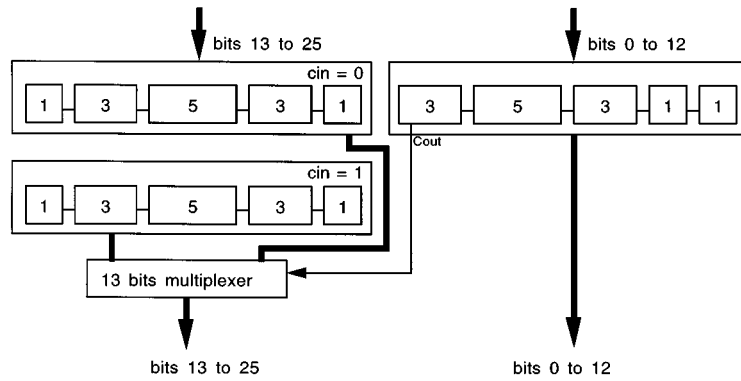 bits 13 to 25
bits 0 to 12
cin = 0
1 3 5 3 1
3 5 3 1 1
Cout
cin = 1
1 3 5 3 1
13 bits multiplexer
bits 13 to 25
bits 0 to 12